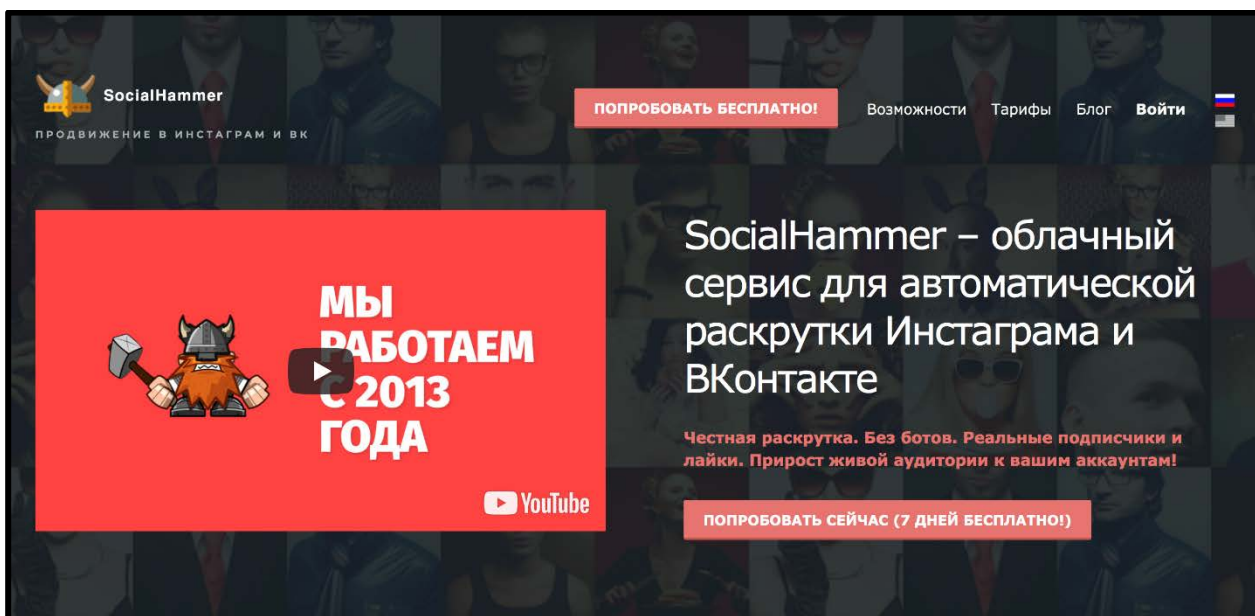 SocialHammer
ПРОДВИЖЕНИЕ В ИНСТАГРАМ И ВК
ПОПРОБОВАТЬ БЕСПЛАТНО!
Возможности
Тарифы
Блог
Войти
МЫ
РАБОТАЕМ
С 2013
ГОДА
YouTube
SocialHammer – облачный
сервис для автоматической
раскрутки Инстаграма и
ВКонтакте
Честная раскрутка. Без ботов. Реальные подписчики и
лайки. Прирост живой аудитории к вашим аккаунтам!
ПОПРОБОВАТЬ СЕЙЧАС (7 ДНЕЙ БЕСПЛАТНО!)